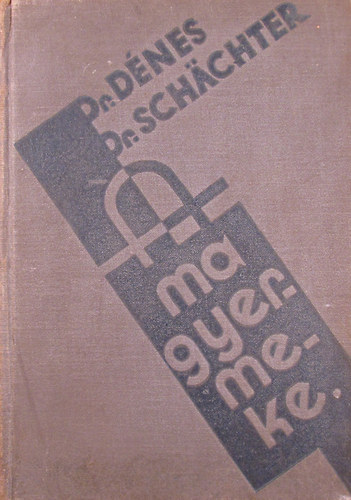 Dr. DÉNES
Dr. SCHÄCHTER
A
ma
gyer-
me-
ke.